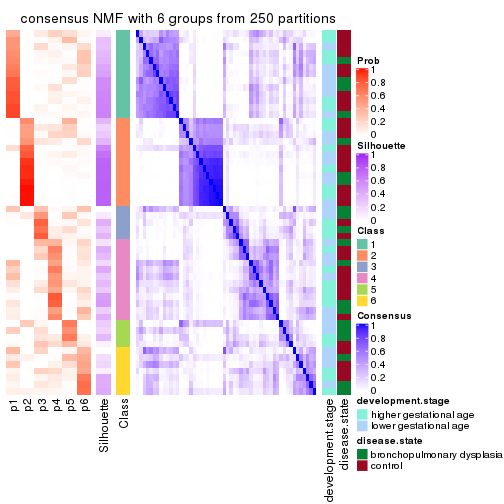 consensus NMF with 6 groups from 250 partitions
Prob
1
0.8
0.6
0.4
0.2
0
Silhouette
1
0.8
0.6
0.4
0.2
0
Class
1
2
3
4
5
6
Consensus
1
0.8
0.6
0.4
0.2
0
development.stage
higher gestational age
lower gestational age
disease.state
bronchopulmonary dysplasia
control
p1
p2
p3
p4
p5
p6
Silhouette
Class
development.stage
disease.state